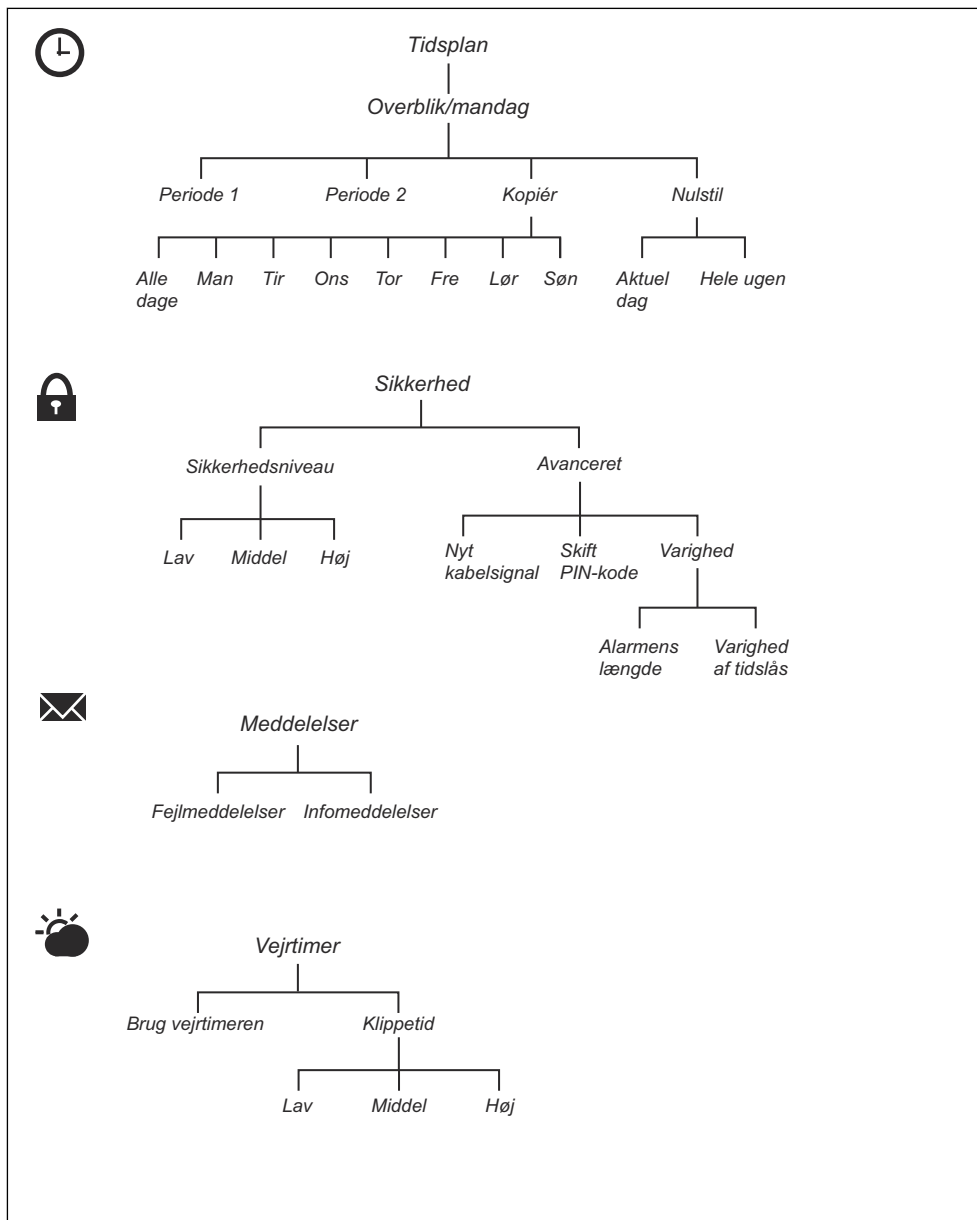 Tidsplan
Overblik/mandag
Periode 1 Periode 2 Kopiér Nulstil
Alle dage Man Tir Ons Tor Fre Lør Søn Aktuel dag Hele ugen
Sikkerhed
Sikkerhedsniveau Avanceret
Lav Middel Høj Nyt kabelsignal Skift PIN-kode Varighed
Alarmens længde Varighed af tidslås
Meddelelser
Fejlmeddelelser Infomeddelelser
Vejrtimer
Brug vejrtimeren Klippetid
Lav Middel Høj